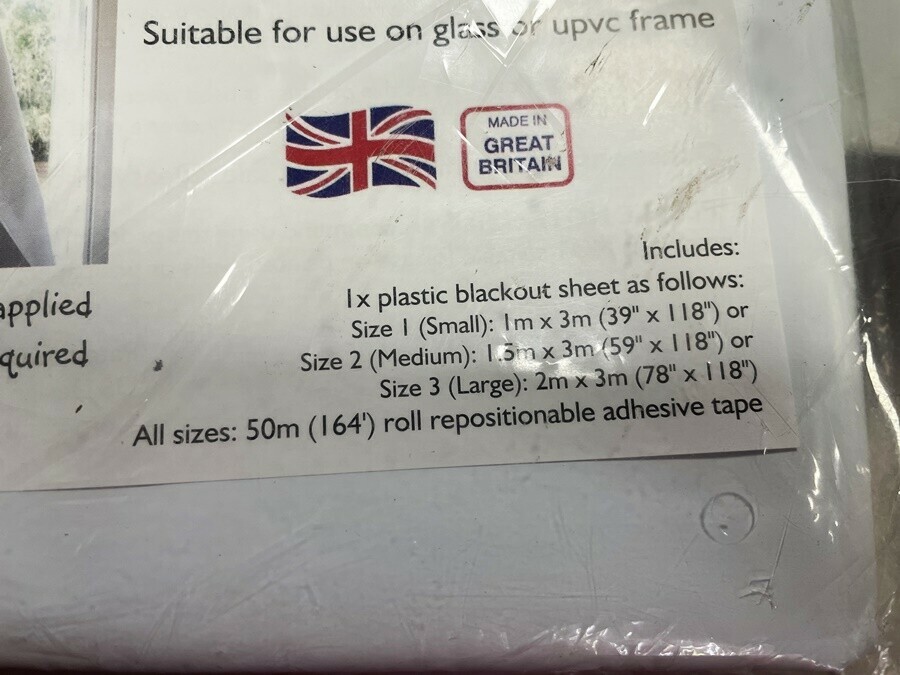 Suitable for use on glass or upvc frame
MADE IN
GREAT
BRITAIN
Includes:
1x plastic blackout sheet as follows:
Size 1 (Small): 1m x 3m (39" x 118") or
Size 2 (Medium): 1.5m x 3m (59" x 118") or
Size 3 (Large): 2m x 3m (78" x 118")
All sizes: 50m (164') roll repositionable adhesive tape
applied
quired